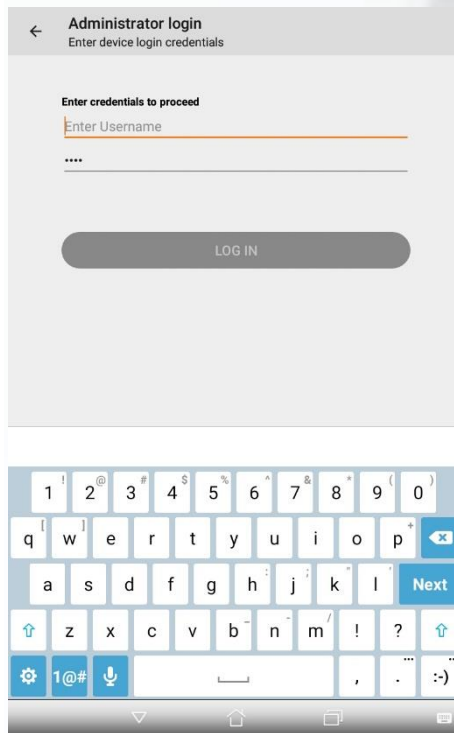 Administrator login
Enter device login credentials
Enter credentials to proceed
Enter Username
••••
LOG IN
1 ! 2 @ 3 # 4 $ 5 % 6 ^ 7 & 8 * 9 ( 0 )
q [ w ] e r t y u i o p +
a s d f g h : j ; k " l ' Next
z x c v b _ n - m / ! ?
1@# , . ... :-)